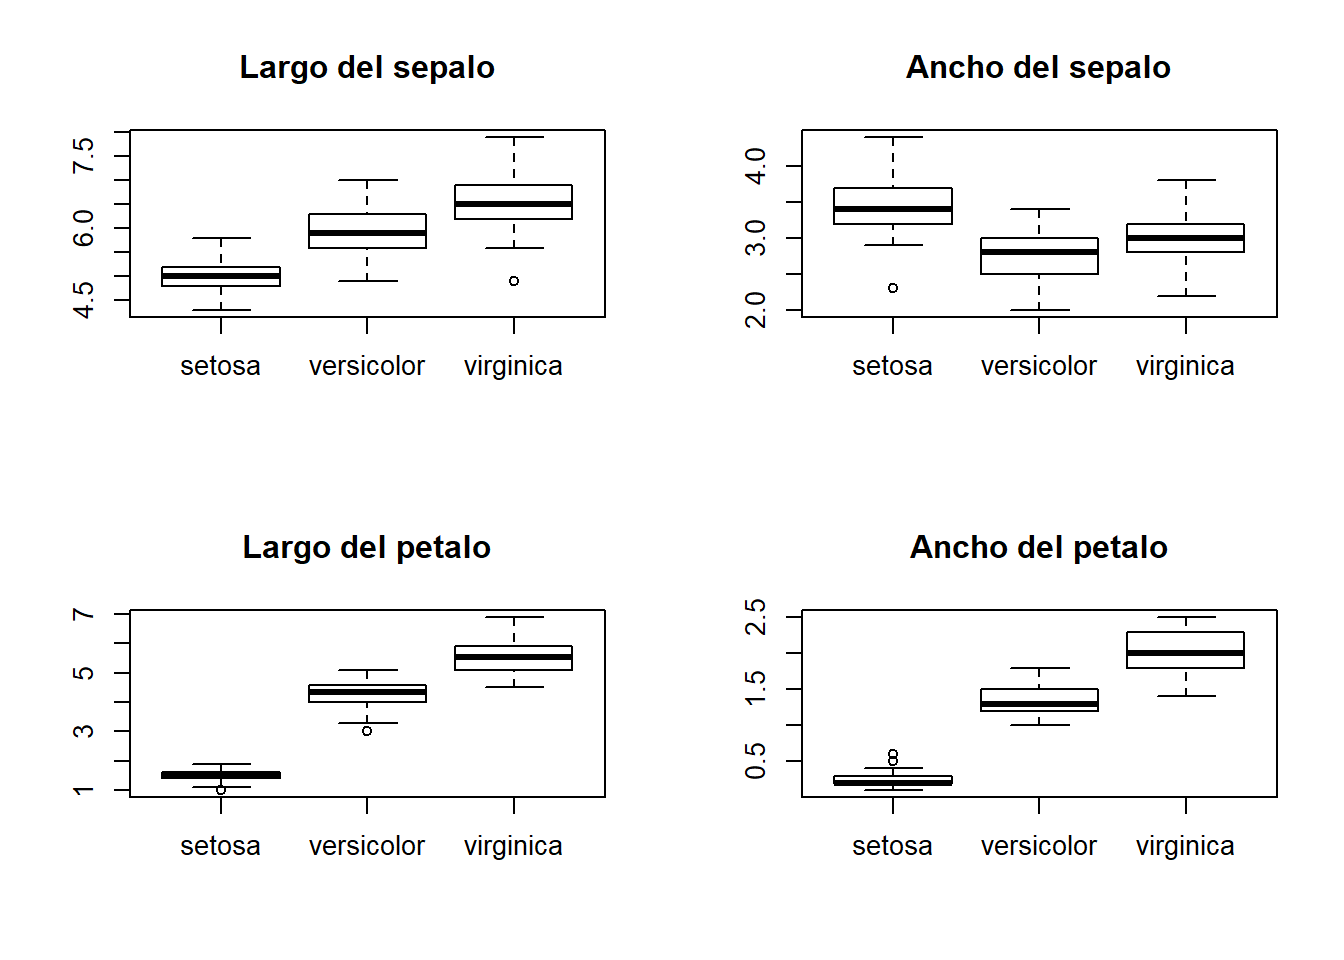 Largo del sepalo
7.5
6.0
4.5
setosa versicolor virginica
Ancho del sepalo
4.0
3.0
2.0
setosa versicolor virginica
Largo del petalo
7
5
3
1
setosa versicolor virginica
Ancho del petalo
2.5
1.5
0.5
setosa versicolor virginica